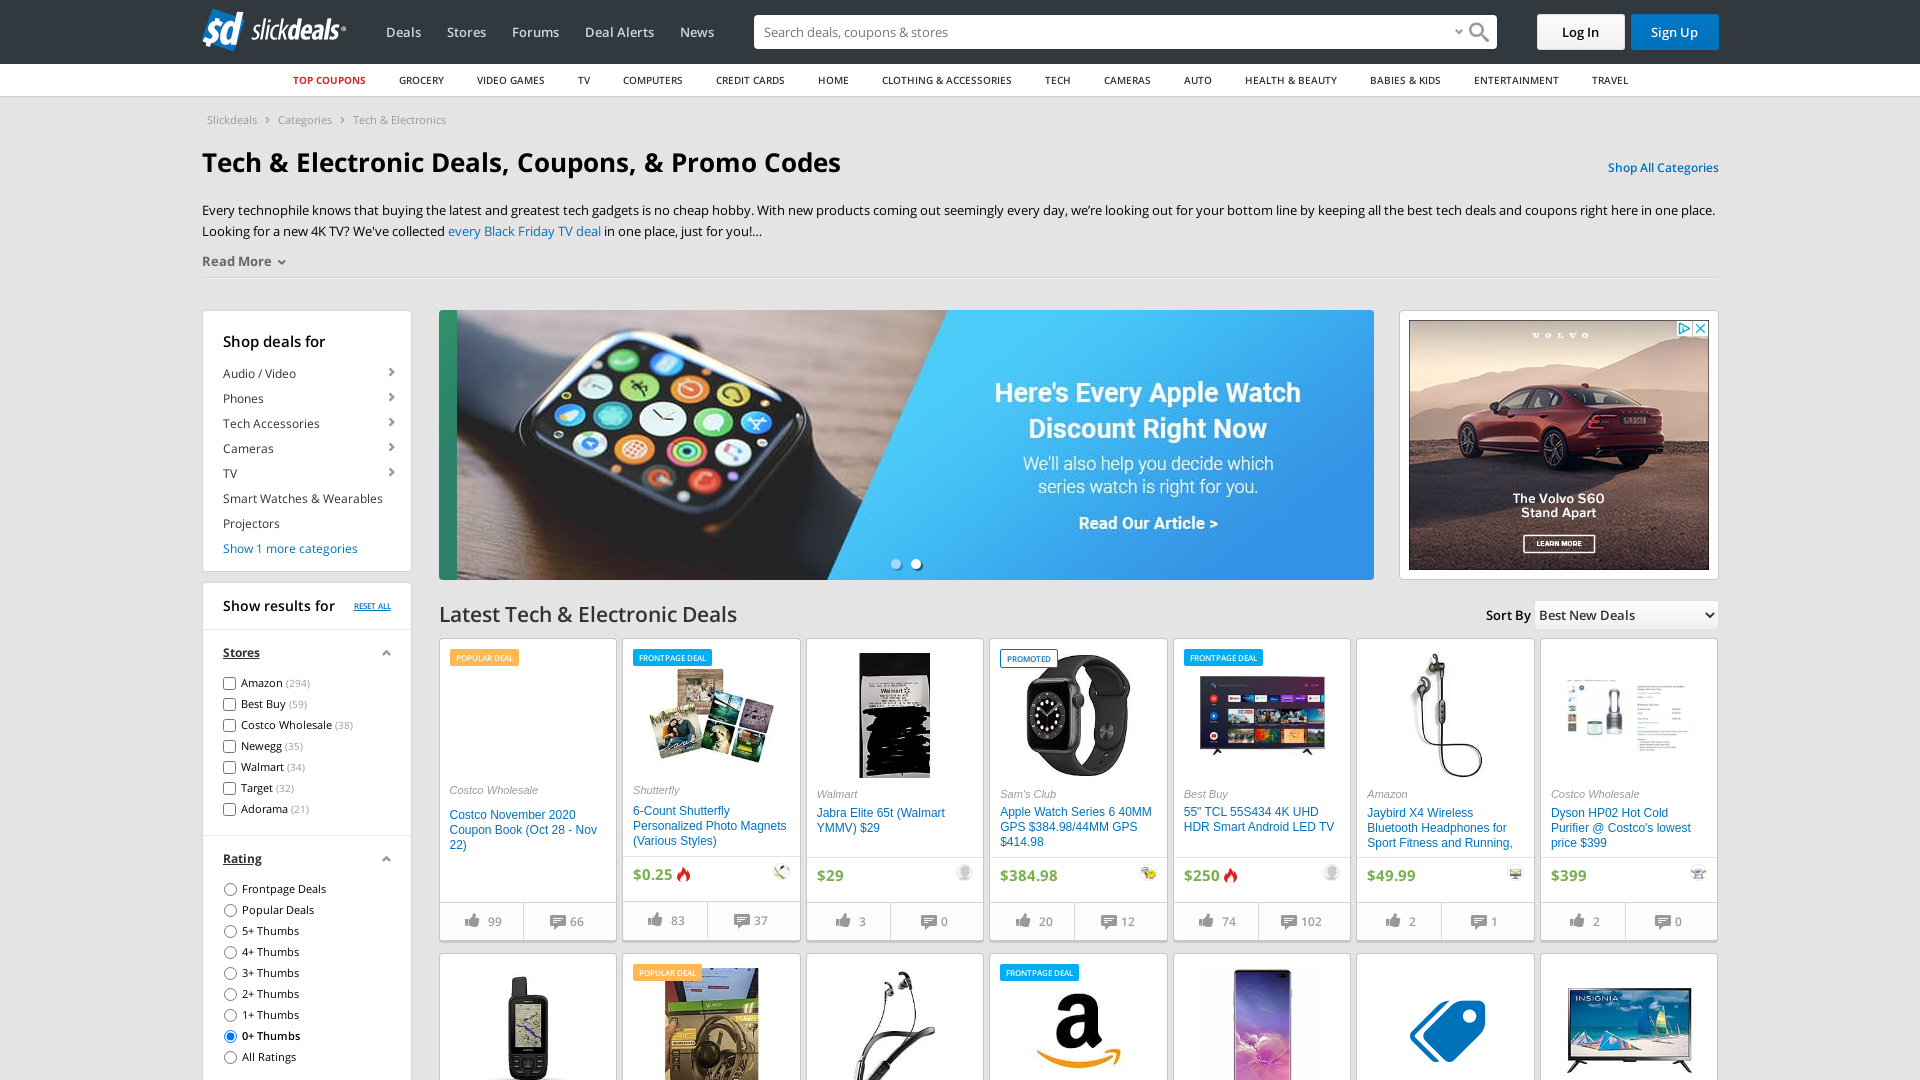 slickdeals
Deals
Stores
Forums
Deal Alerts
News
Search deals, coupons & stores
Log In
Sign Up
TOP COUPONS
GROCERY
VIDEO GAMES
TV
COMPUTERS
CREDIT CARDS
HOME
CLOTHING & ACCESSORIES
TECH
CAMERAS
AUTO
HEALTH & BEAUTY
BABIES & KIDS
ENTERTAINMENT
TRAVEL
Slickdeals > Categories > Tech & Electronics
Tech & Electronic Deals, Coupons, & Promo Codes
Shop All Categories
Every technophile knows that buying the latest and greatest tech gadgets is no cheap hobby. With new products coming out seemingly every day, we’re looking out for your bottom line by keeping all the best tech deals and coupons right here in one place.
Looking for a new 4K TV? We've collected every Black Friday TV deal in one place, just for you!...
Read More
Shop deals for
Audio / Video
Phones
Tech Accessories
Cameras
TV
Smart Watches & Wearables
Projectors
Show 1 more categories
Show results for
RESET ALL
Stores
Amazon (294)
Best Buy (59)
Costco Wholesale (38)
Newegg (35)
Walmart (34)
Target (32)
Adorama (21)
Rating
Frontpage Deals
Popular Deals
5+ Thumbs
4+ Thumbs
3+ Thumbs
2+ Thumbs
1+ Thumbs
0+ Thumbs
All Ratings
Here's Every Apple Watch
Discount Right Now
We'll also help you decide which
series watch is right for you.
Read Our Article >
VOLVO
The Volvo S60
Stand Apart
LEARN MORE
Latest Tech & Electronic Deals
Sort By
Best New Deals
POPULAR DEAL
Costco Wholesale
Costco November 2020
Coupon Book (Oct 28 - Nov
22)
99
66
FRONTPAGE DEAL
Shutterfly
6-Count Shutterfly
Personalized Photo Magnets
(Various Styles)
$0.25
83
37
Walmart
Walmart
Jabra Elite 65t (Walmart
YMMV) $29
$29
3
0
PROMOTED
Sam's Club
Apple Watch Series 6 40MM
GPS $384.98/44MM GPS
$414.98
$384.98
20
12
FRONTPAGE DEAL
Best Buy
55" TCL 55S434 4K UHD
HDR Smart Android LED TV
$250
74
102
Amazon
Jaybird X4 Wireless
Bluetooth Headphones for
Sport Fitness and Running,
$49.99
2
1
Costco Wholesale
Dyson HP02 Hot Cold
Purifier @ Costco's lowest
price $399
$399
2
0
POPULAR DEAL
FRONTPAGE DEAL
a
INSIGNIA